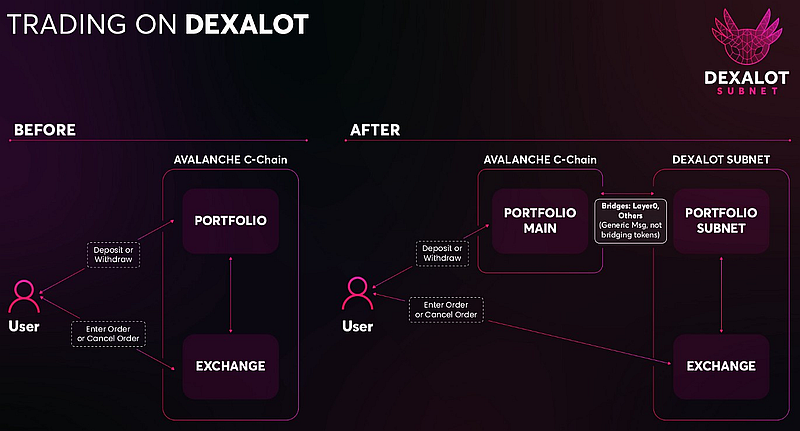 TRADING ON DEXALOT
DEXALOT
SUBNET
BEFORE
AVALANCHE C-Chain
PORTFOLIO
Deposit or
Withdraw
User
Enter Order
or Cancel Order
EXCHANGE
AFTER
AVALANCHE C-Chain
DEXALOT SUBNET
PORTFOLIO
MAIN
Bridges: Layer0,
Others
(Generic Msg, not
bridging tokens)
PORTFOLIO
SUBNET
Deposit or
Withdraw
User
Enter Order
or Cancel Order
EXCHANGE